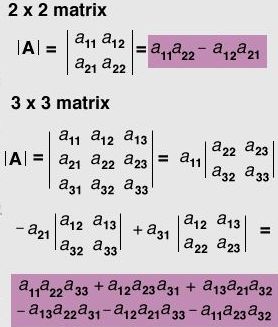 2 x 2 matrix
|A| = | a₁₁ a₁₂ | = a₁₁a₂₂ - a₁₂a₂₁
| a₂₁ a₂₂ |
3 x 3 matrix
|A| = | a₁₁ a₁₂ a₁₃ | = a₁₁ | a₂₂ a₂₃ |
| a₂₁ a₂₂ a₂₃ | | a₃₂ a₃₃ |
| a₃₁ a₃₂ a₃₃ |
- a₂₁ | a₁₂ a₁₃ | + a₃₁ | a₁₂ a₁₃ | =
| a₃₂ a₃₃ | | a₂₂ a₂₃ |
a₁₁a₂₂a₃₃ + a₁₂a₂₃a₃₁ + a₁₃a₂₁a₃₂
- a₁₃a₂₂a₃₁ - a₁₂a₂₁a₃₃ - a₁₁a₂₃a₃₂